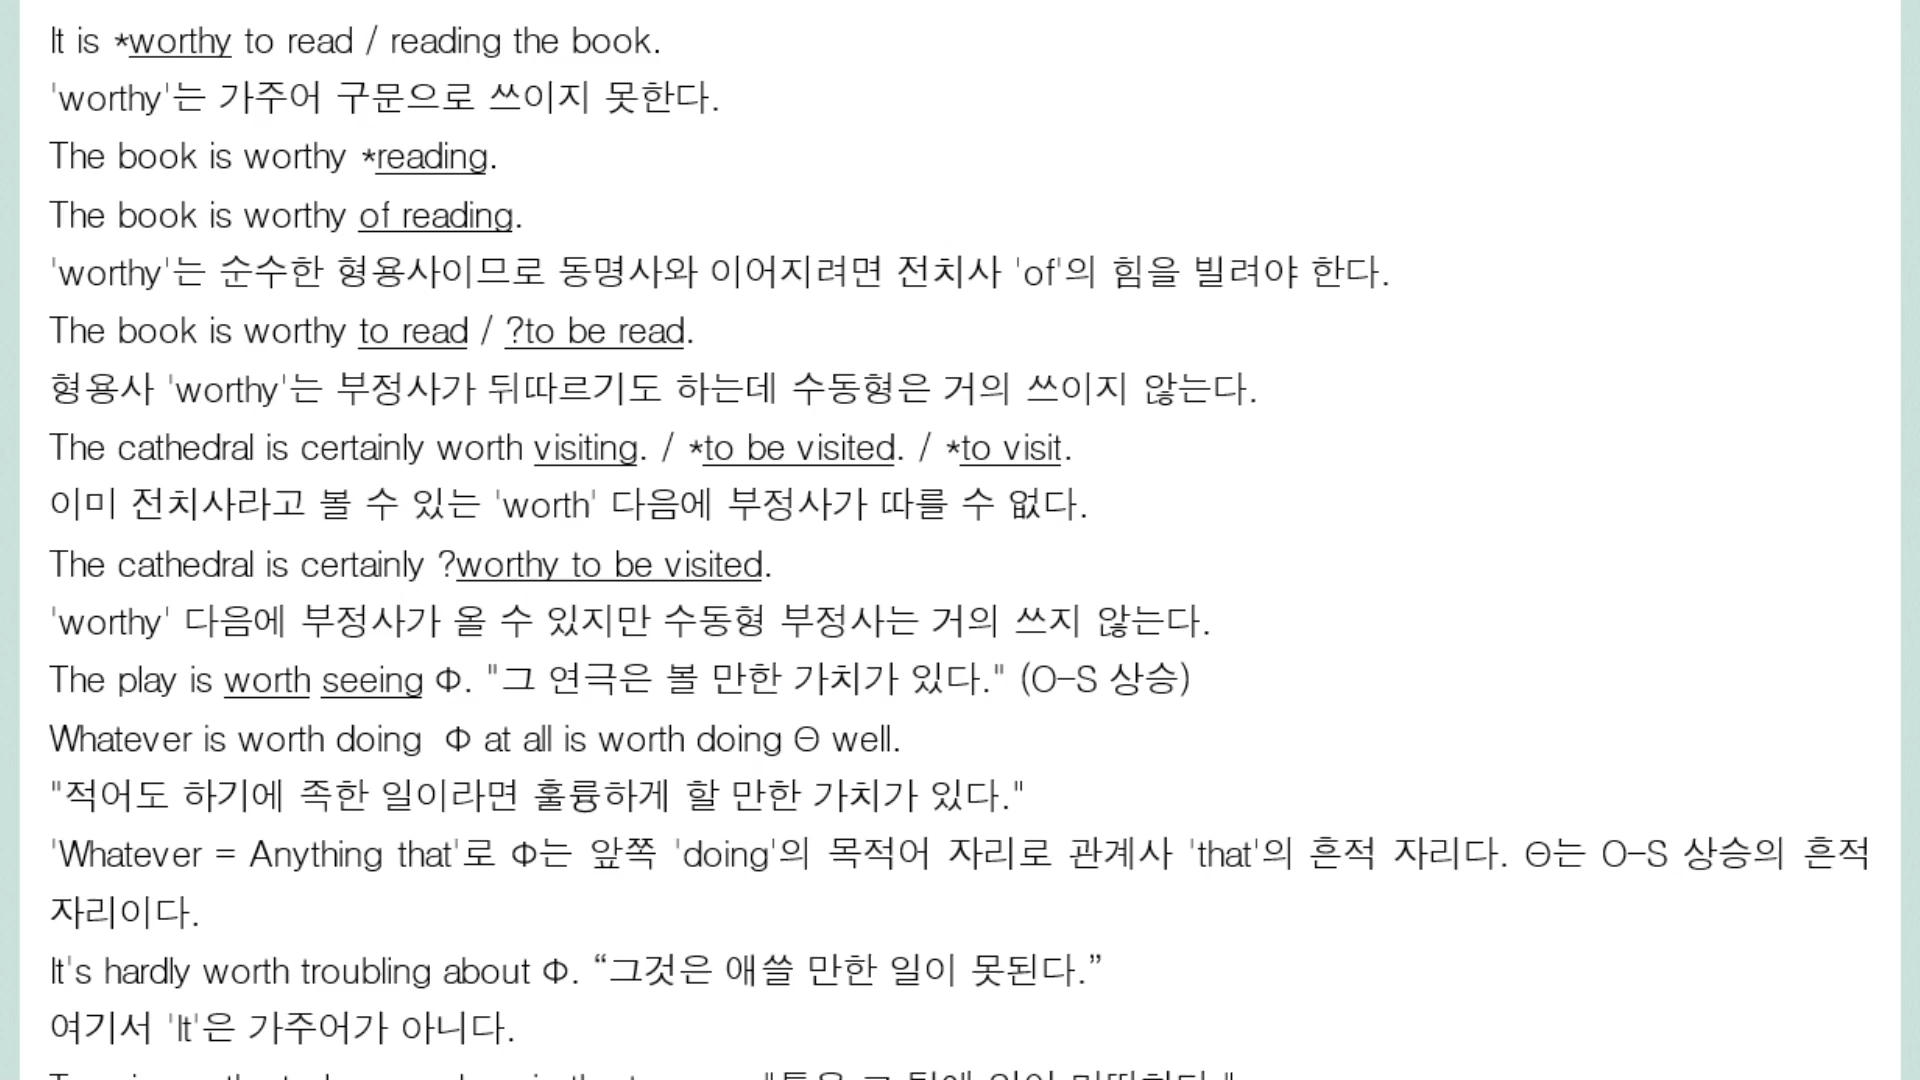 It is *worthy to read / reading the book.
'worthy'는 가주어 구문으로 쓰이지 못한다.
The book is worthy *reading.
The book is worthy of reading.
'worthy'는 순수한 형용사이므로 동명사와 이어지려면 전치사 'of'의 힘을 빌려야 한다.
The book is worthy to read / ?to be read.
형용사 'worthy'는 부정사가 뒤따르기도 하는데 수동형은 거의 쓰이지 않는다.
The cathedral is certainly worth visiting. / *to be visited. / *to visit.
이미 전치사라고 볼 수 있는 'worth' 다음에 부정사가 따를 수 없다.
The cathedral is certainly ?worthy to be visited.
'worthy' 다음에 부정사가 올 수 있지만 수동형 부정사는 거의 쓰지 않는다.
The play is worth seeing Φ. "그 연극은 볼 만한 가치가 있다." (O-S 상승)
Whatever is worth doing Φ at all is worth doing Θ well.
"적어도 하기에 족한 일이라면 훌륭하게 할 만한 가치가 있다."
'Whatever = Anything that'로 Φ는 앞쪽 'doing'의 목적어 자리로 관계사 'that'의 흔적 자리다. Θ는 O-S 상승의 흔적
자리이다.
It's hardly worth troubling about Φ. “그것은 애쓸 만한 일이 못된다.”
여기서 'It'은 가주어가 아니다.